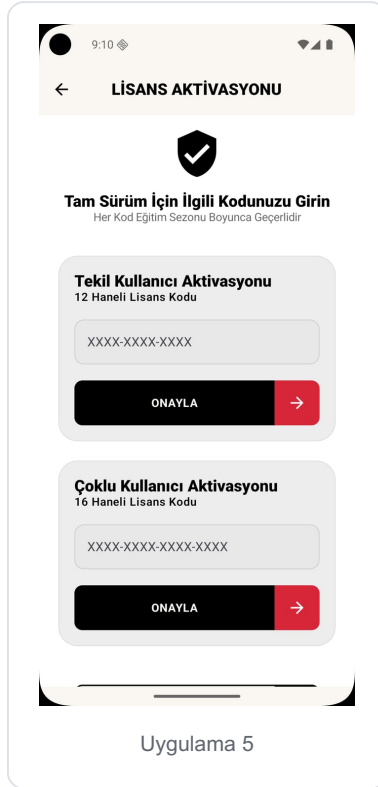 9:10
LİSANS AKTİVASYONU
Tam Sürüm İçin İlgili Kodunuzu Girin
Her Kod Eğitim Sezonu Boyunca Geçerlidir
Tekil Kullanıcı Aktivasyonu
12 Haneli Lisans Kodu
XXXX-XXXX-XXXX
ONAYLA
Çoklu Kullanıcı Aktivasyonu
16 Haneli Lisans Kodu
XXXX-XXXX-XXXX-XXXX
ONAYLA
Uygulama 5